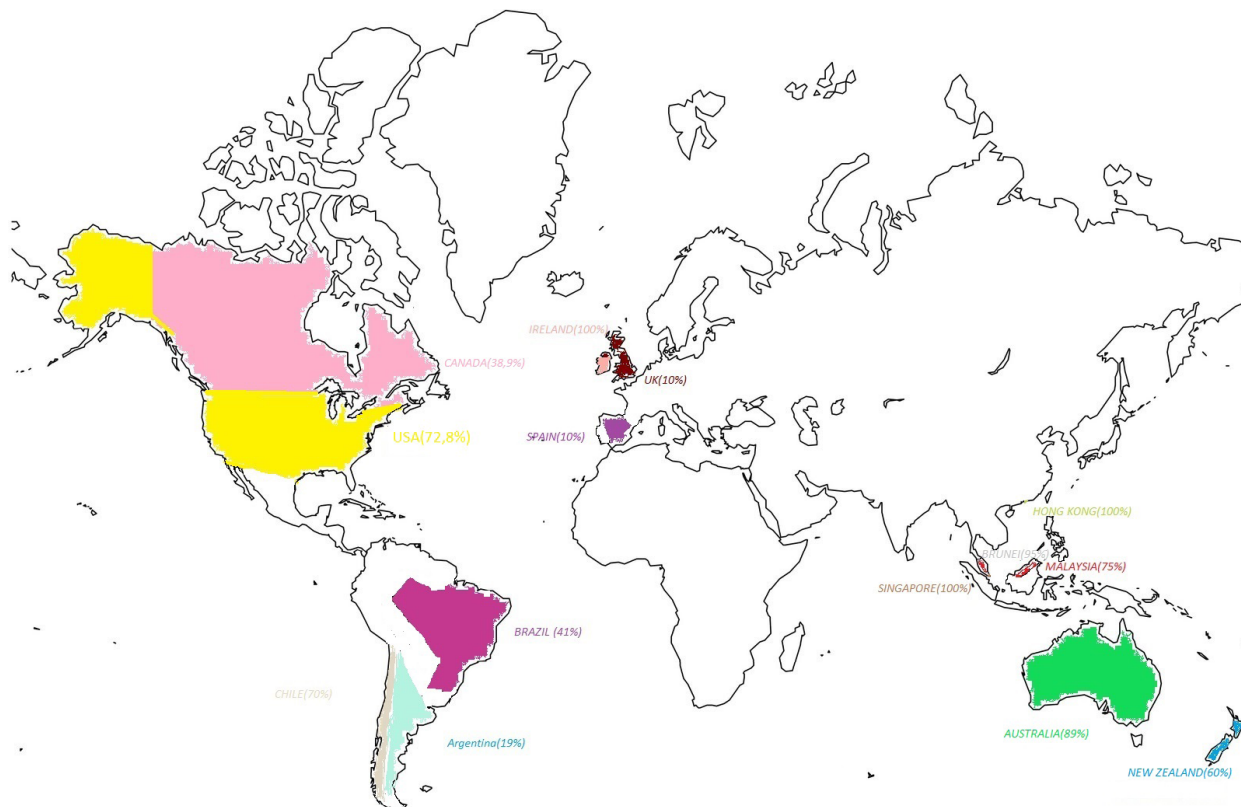 IRELAND(100%)
CANADA(38,9%)
UK(10%)
USA(72,8%)
SPAIN(10%)
HONG KONG(100%)
BRUNEI(95%)
MALAYSIA(75%)
SINGAPORE(100%)
BRAZIL (41%)
CHILE(70%)
AUSTRALIA(89%)
Argentina(19%)
NEW ZEALAND(60%)